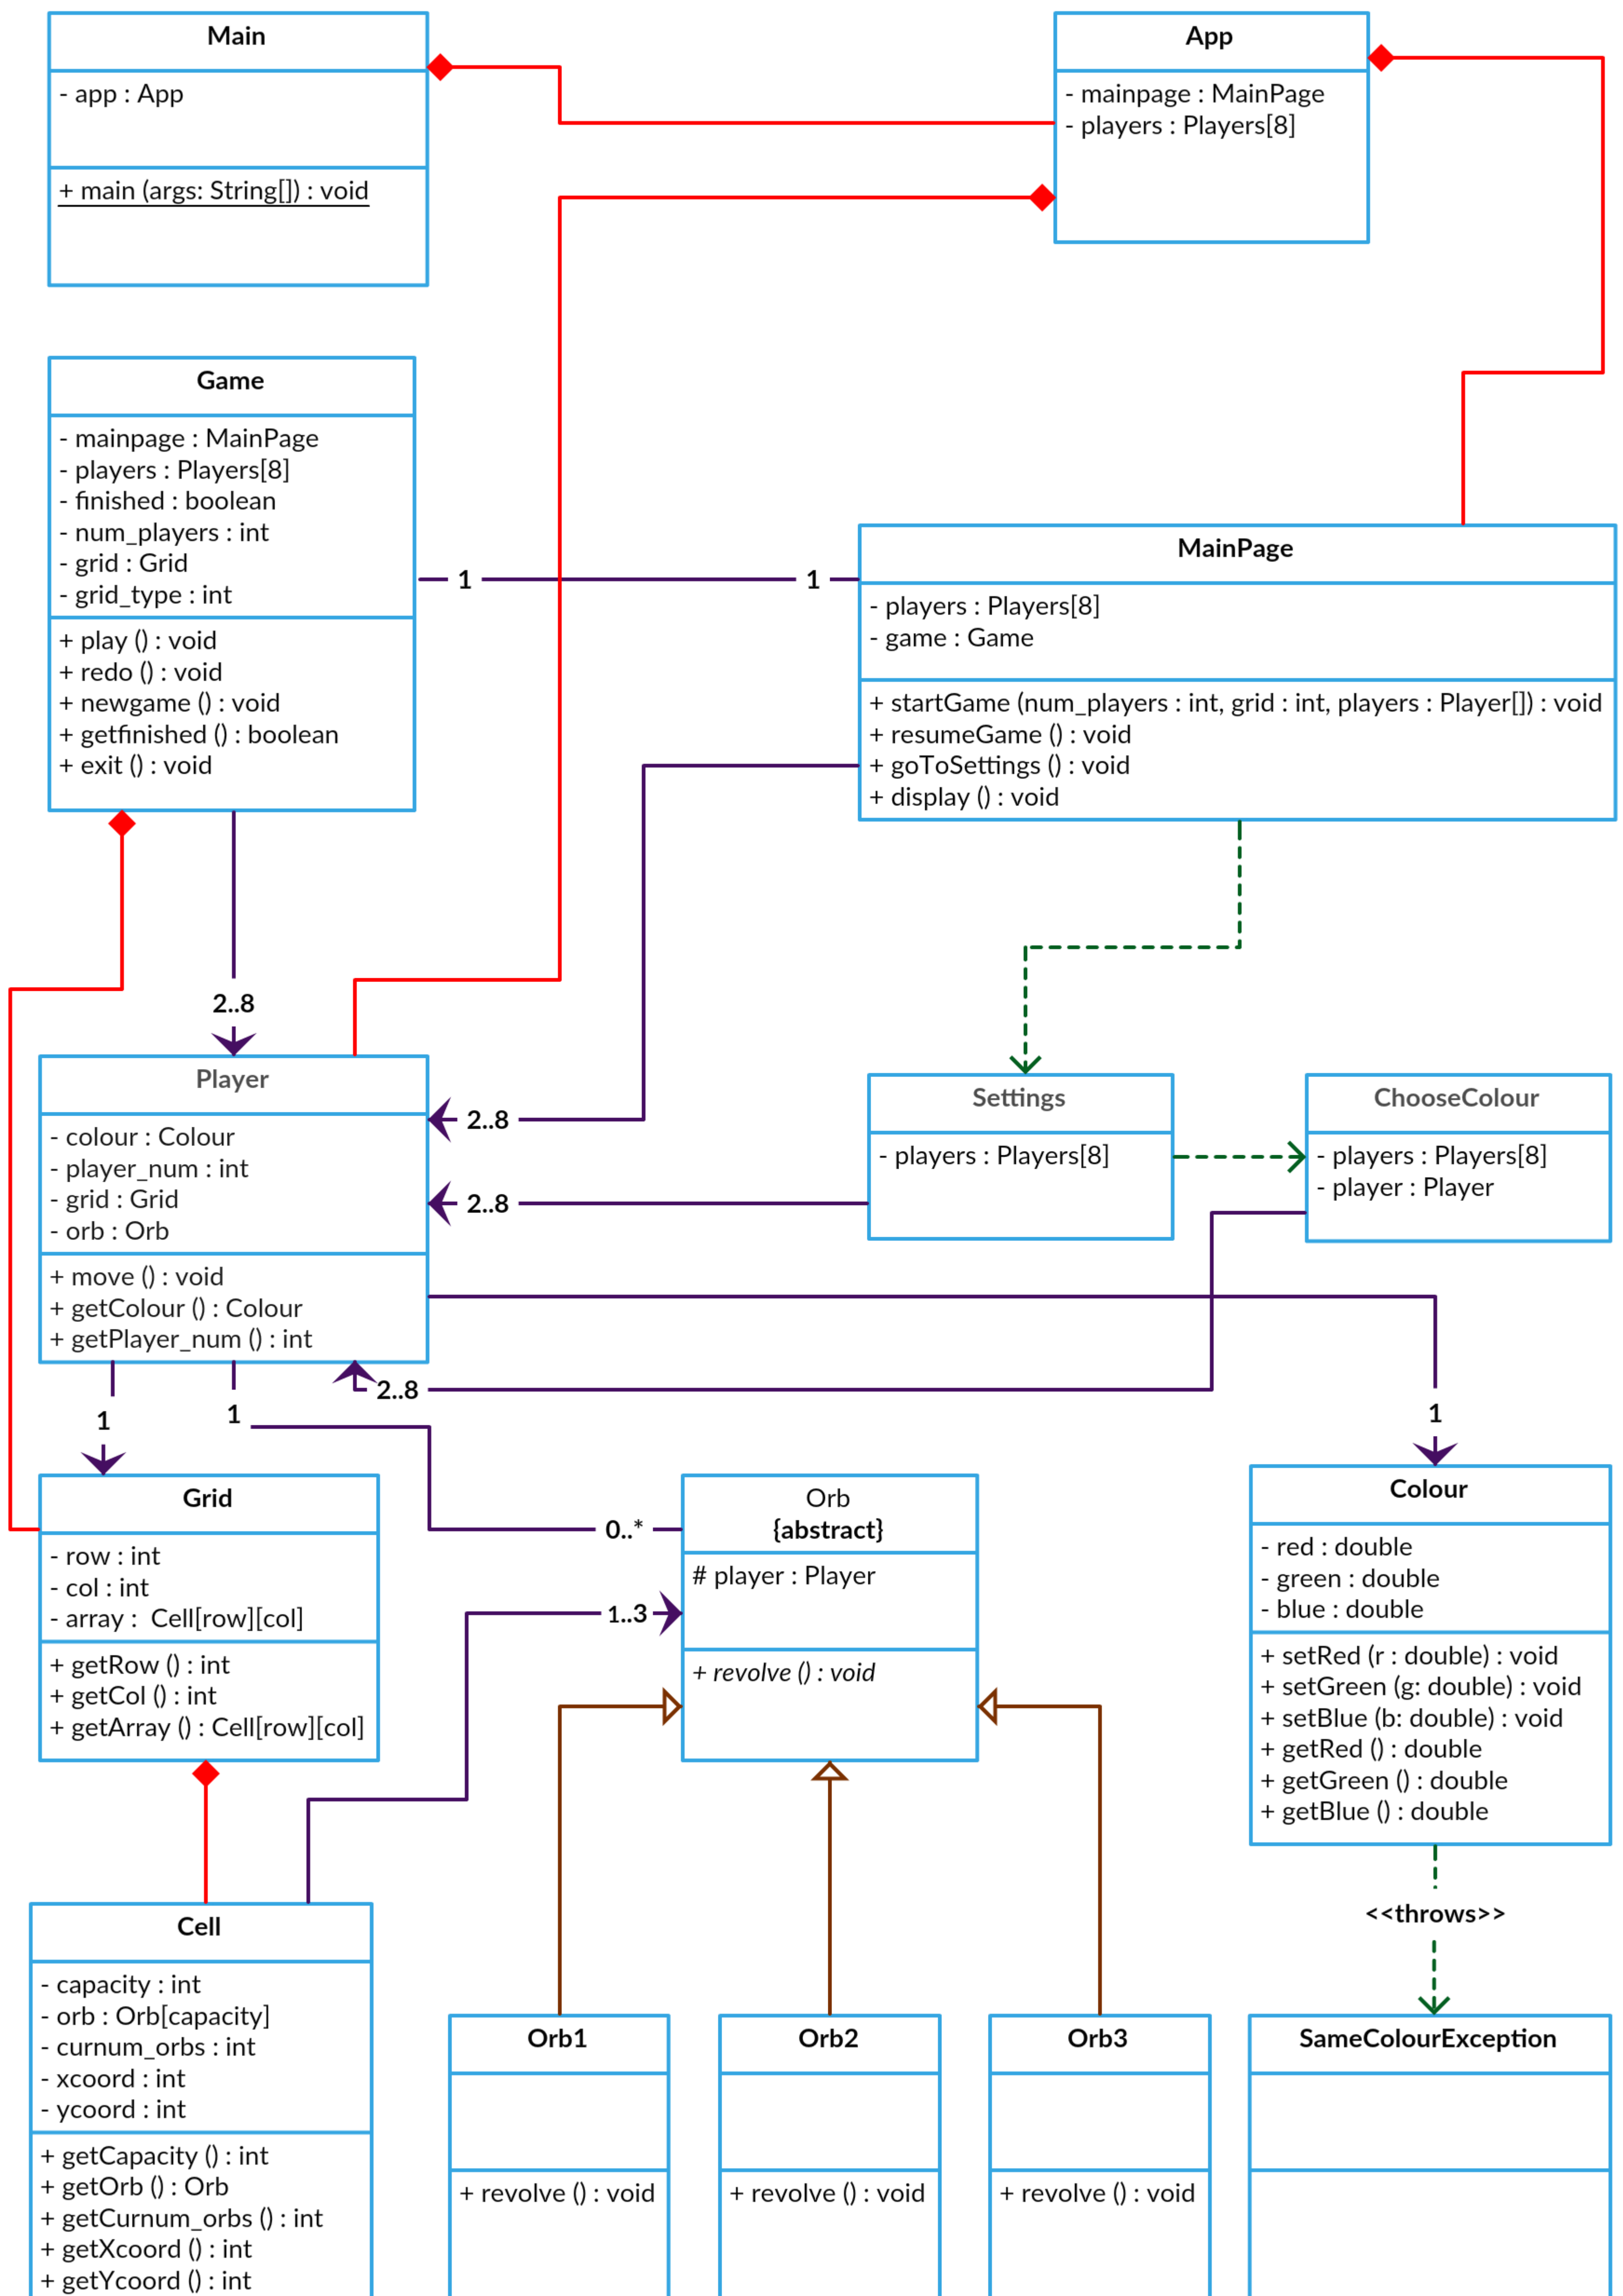 Main
- app : App
+ main (args: String[]) : void
App
- mainpage : MainPage
- players : Players[8]
Game
- mainpage : MainPage
- players : Players[8]
- finished : boolean
- num_players : int
- grid : Grid
- grid_type : int
+ play () : void
+ redo () : void
+ newgame () : void
+ getfinished () : boolean
+ exit () : void
1
1
MainPage
- players : Players[8]
- game : Game
+ startGame (num_players : int, grid : int, players : Player[]) : void
+ resumeGame () : void
+ goToSettings () : void
+ display () : void
2..8
Player
- colour : Colour
- player_num : int
- grid : Grid
- orb : Orb
+ move () : void
+ getColour () : Colour
+ getPlayer_num () : int
2..8
2..8
Settings
- players : Players[8]
ChooseColour
- players : Players[8]
- player : Player
2..8
1
1
1
Grid
- row : int
- col : int
- array :  Cell[row][col]
+ getRow () : int
+ getCol () : int
+ getArray () : Cell[row][col]
0..*
1..3
Orb
{abstract}
# player : Player
+ revolve () : void
Colour
- red : double
- green : double
- blue : double
+ setRed (r : double) : void
+ setGreen (g: double) : void
+ setBlue (b: double) : void
+ getRed () : double
+ getGreen () : double
+ getBlue () : double
<<throws>>
Cell
- capacity : int
- orb : Orb[capacity]
- curnum_orbs : int
- xcoord : int
- ycoord : int
+ getCapacity () : int
+ getOrb () : Orb
+ getCurnum_orbs () : int
+ getXcoord () : int
+ getYcoord () : int
Orb1
+ revolve () : void
Orb2
+ revolve () : void
Orb3
+ revolve () : void
SameColourException